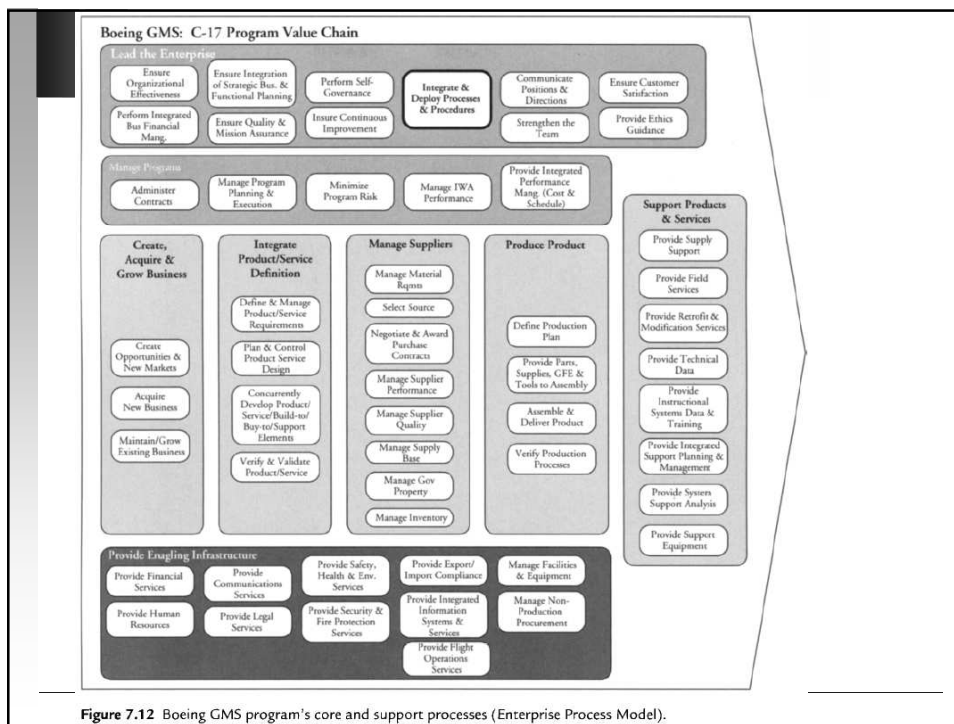 Boeing GMS: C-17 Program Value Chain
Lead the Enterprise
Ensure
Organizational
Effectiveness
Ensure Integration
of Strategic Bus. &
Functional Planning
Perform Self-
Governance
Integrate &
Deploy Processes
& Procedures
Communicate
Positions &
Directions
Ensure Customer
Satisfaction
Perform Integrated
Bus Financial
Mang.
Ensure Quality &
Mission Assurance
Insure Continuous
Improvement
Strengthen the
Team
Provide Ethics
Guidance
Manage Programs
Administer
Contracts
Manage Program
Planning &
Execution
Minimize
Program Risk
Manage IWA
Performance
Provide Integrated
Performance
Mang. (Cost &
Schedule)
Create,
Acquire &
Grow Business
Create
Opportunities &
New Markets
Acquire
New Business
Maintain/Grow
Existing Business
Integrate
Product/Service
Definition
Define & Manage
Product/Service
Requirements
Plan & Control
Product Service
Design
Concurrently
Develop Product/
Service/Build-to/
Buy-to/Support
Elements
Verify & Validate
Product/Service
Manage Suppliers
Manage Material
Rqmts
Select Source
Negotiate & Award
Purchase
Contracts
Manage Supplier
Performance
Manage Supplier
Quality
Manage Supply
Base
Manage Gov
Property
Manage Inventory
Produce Product
Define Production
Plan
Provide Parts,
Supplies, GFE &
Tools to Assembly
Assemble &
Deliver Product
Verify Production
Processes
Support Products
& Services
Provide Supply
Support
Provide Field
Services
Provide Retrofit &
Modification Services
Provide Technical
Data
Provide
Instructional
Systems Data &
Training
Provide Integrated
Support Planning &
Management
Provide System
Support Analysis
Provide Support
Equipment
Provide Enagling Infrastructure
Provide Financial
Services
Provide
Communications
Services
Provide Safety,
Health & Env.
Services
Provide Export/
Import Compliance
Manage Facilities
& Equipment
Provide Human
Resources
Provide Legal
Services
Provide Security &
Fire Protection
Services
Provide Integrated
Information
Systems &
Services
Manage Non-
Production
Procurement
Provide Flight
Operations
Services
Figure 7.12 Boeing GMS program's core and support processes (Enterprise Process Model).